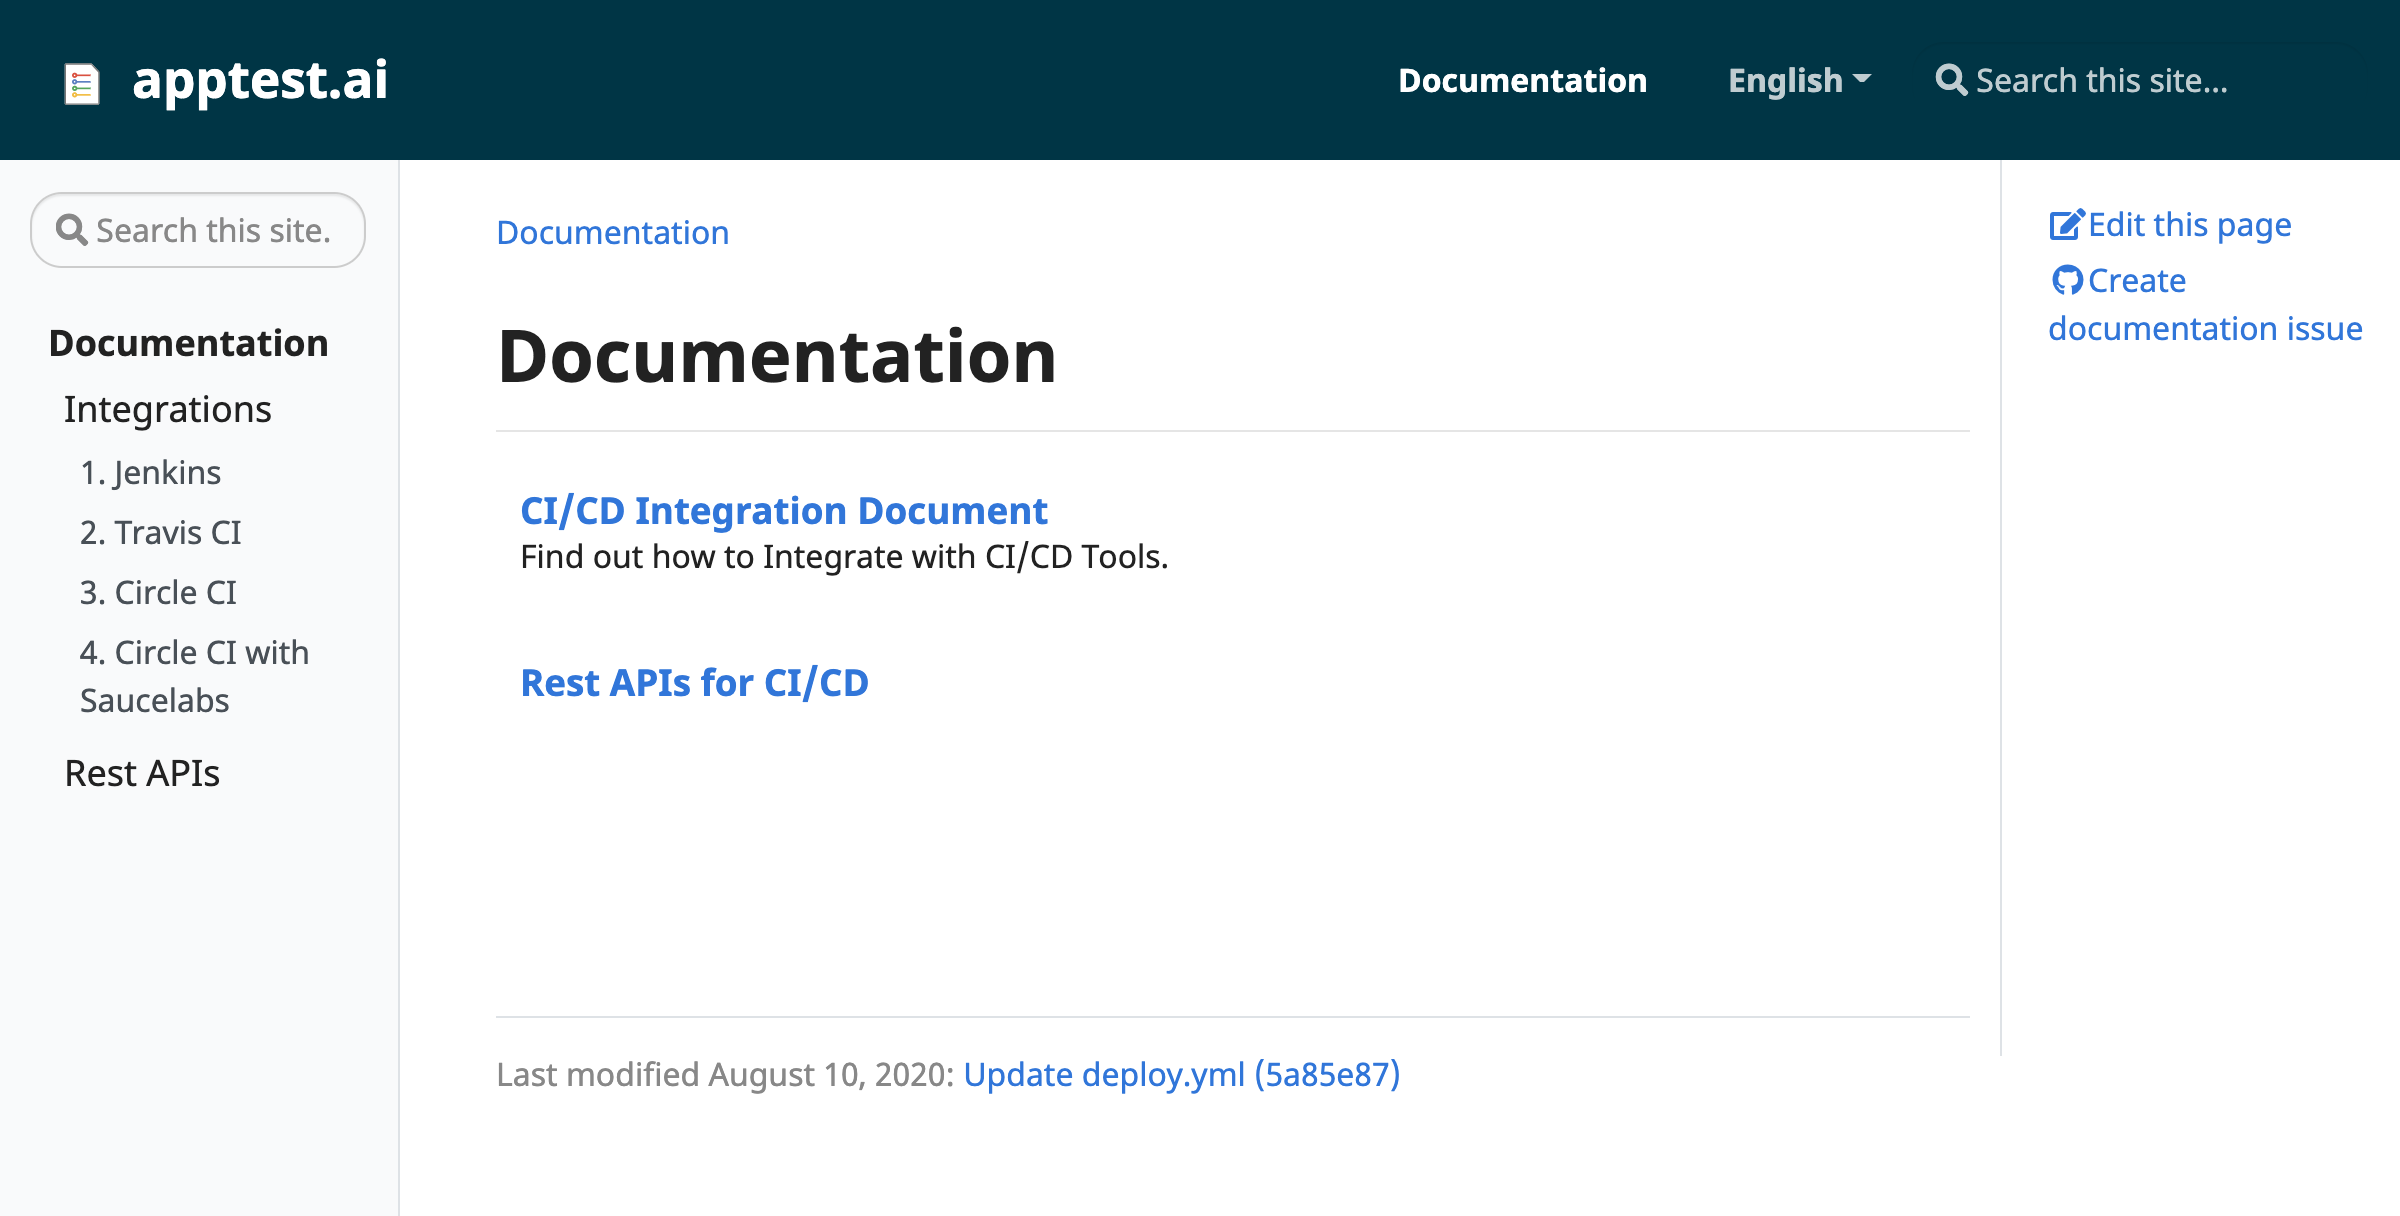 apptest.ai
Documentation
English
Search this site...
Search this site.
Documentation
Integrations
1. Jenkins
2. Travis CI
3. Circle CI
4. Circle CI with
Saucelabs
Rest APIs
Documentation
Documentation
CI/CD Integration Document
Find out how to Integrate with CI/CD Tools.
Rest APIs for CI/CD
Last modified August 10, 2020: Update deploy.yml (5a85e87)
Edit this page
Create
documentation issue